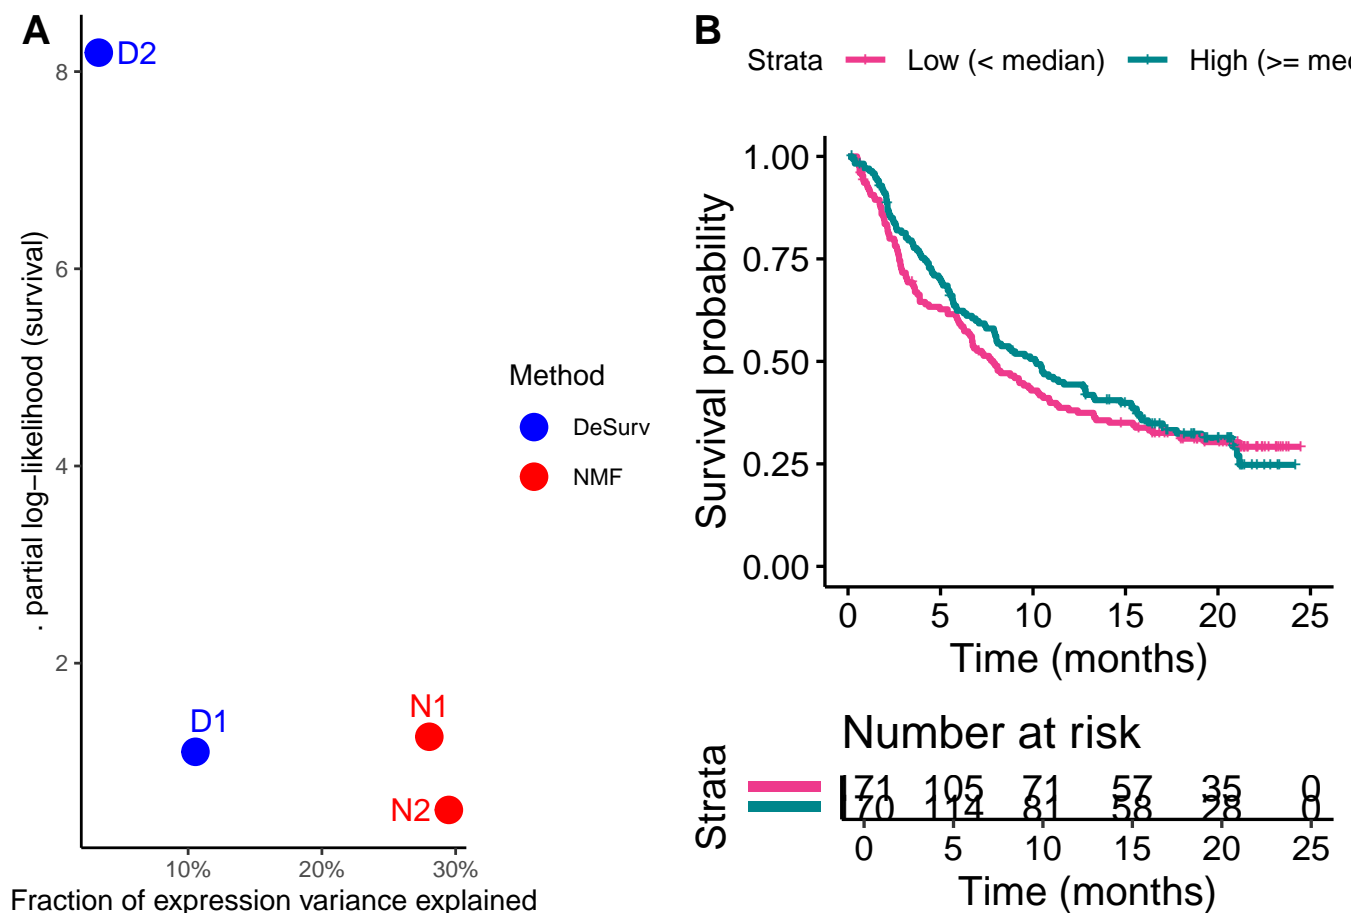 A
D2
8
6
4
2
. partial log−likelihood (survival)
D1
N1
N2
10% 20% 30%
Fraction of expression variance explained
Method
DeSurv
NMF
B
Strata Low (< median) High (>= med
1.00
0.75
0.50
0.25
0.00
Survival probability
0 5 10 15 20 25
Time (months)
Number at risk
Strata
171 105 71 57 35 0
170 114 81 58 28 0
0 5 10 15 20 25
Time (months)